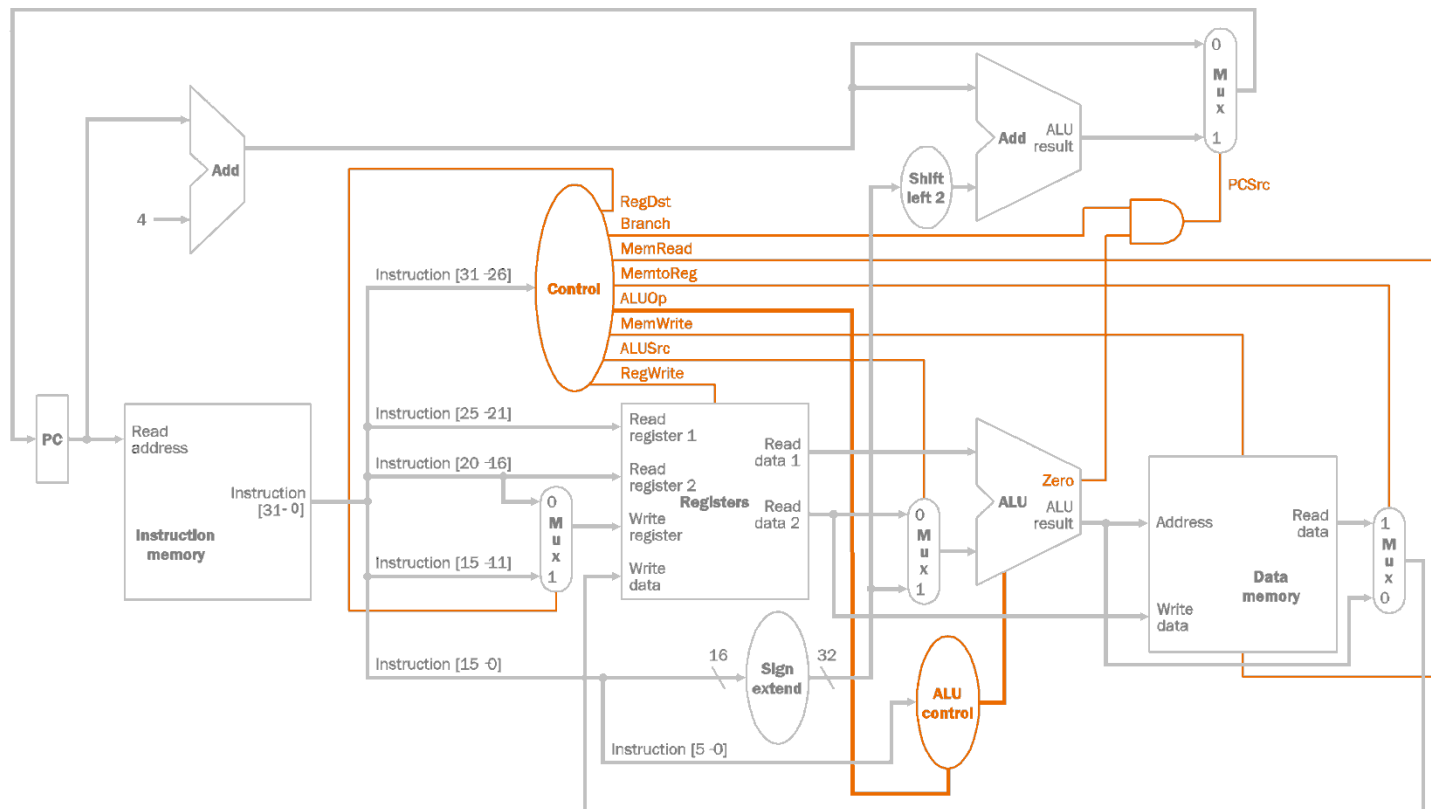 0
M
u
x
1
Add
ALU
Add
result
Shift
left 2
PCSrc
4
RegDst
Branch
MemRead
Instruction [31-26]
MemtoReg
Control
ALUOp
MemWrite
ALUSrc
RegWrite
PC
Read
address
Instruction
[31-0]
Instruction
memory
Instruction [25-21]
Instruction [20-16]
0
M
u
x
1
Instruction [15-11]
Read
register 1
Read
register 2
Registers
Write
register
Write
data
Read
data 1
Read
data 2
0
M
u
x
1
Zero
ALU
ALU
result
Address
Read
data
Data
memory
Write
data
1
M
u
x
0
Instruction [15-0]
16
Sign
extend
32
ALU
control
Instruction [5-0]